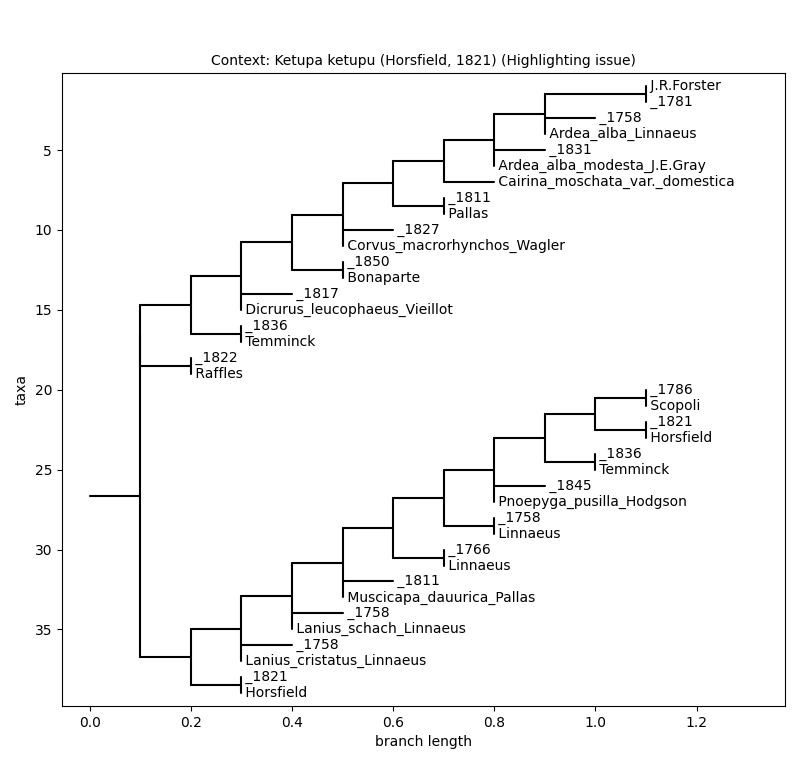 Context: Ketupa ketupu (Horsfield, 1821) (Highlighting issue)
J.R.Forster
_1781
_1758
Ardea_alba_Linnaeus
5
_1831
Ardea_alba_modesta_J.E.Gray
Cairina_moschata_var._domestica
_1811
Pallas
10
_1827
Corvus_macrorhynchos_Wagler
_1850
Bonaparte
_1817
15
Dicrurus_leucophaeus_Vieillot
_1836
Temminck
_1822
Raffles
taxa
20
_1786
Scopoli
_1821
Horsfield
_1836
25
Temminck
_1845
Pnoepyga_pusilla_Hodgson
_1758
Linnaeus
30
_1766
Linnaeus
_1811
Muscicapa_dauurica_Pallas
_1758
35
Lanius_schach_Linnaeus
_1758
Lanius_cristatus_Linnaeus
_1821
Horsfield
0.0 0.2 0.4 0.6 0.8 1.0 1.2
branch length